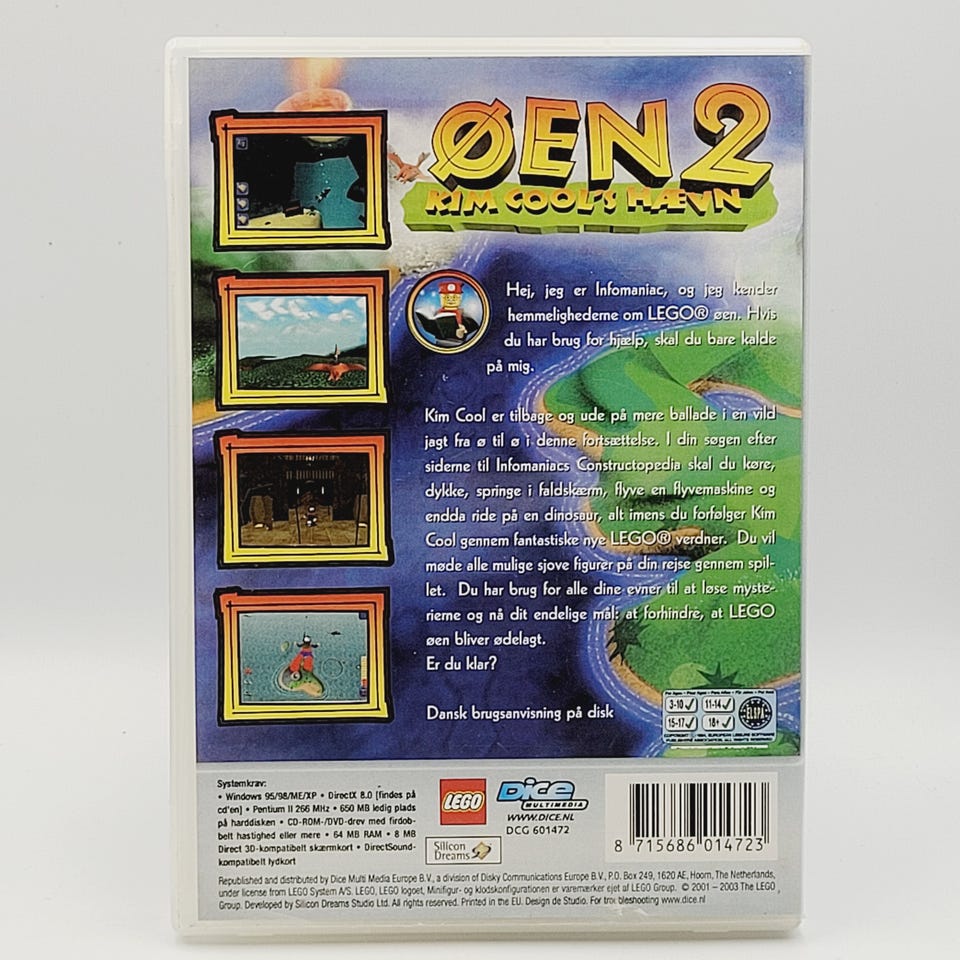 ØEN 2
KIM COOL'S HÆVN
Hej, jeg er Infomaniac, og jeg kender
hemmelighederne om LEGO® øen. Hvis
du har brug for hjælp, skal du bare kalde
på mig.
Kim Cool er tilbage og ude på mere ballade i en vild
jagt fra ø til ø i denne fortsættelse. I din søgen efter
siderne til Infomaniacs Constructopedia skal du køre,
dykke, springe i faldskærm, flyve en flyvemaskine og
endda ride på en dinosaur, alt imens du forfølger Kim
Cool gennem fantastiske nye LEGO® verdner. Du vil
møde alle mulige sjove figurer på din rejse gennem spil-
let. Du har brug for alle dine evner til at løse myste-
rierne og nå dit endelige mål: at forhindre, at LEGO
øen bliver ødelagt.
Er du klar?
Dansk brugsanvisning på disk
3-10 11-14
15-17 18+
ELSPA
Systemkrav:
• Windows 95/98/ME/XP • DirectX 8.0 [findes på
cd'en] • Pentium II 266 MHz • 650 MB ledig plads
på harddisken • CD-ROM-/DVD-drev med firdob-
belt hastighed eller mere • 64 MB RAM • 8 MB
Direct 3D-kompatibelt skærmkort • DirectSound-
kompatibelt lydkort
LEGO
Dice
MULTIMEDIA
WWW.DICE.NL
DCG 601472
Silicon
Dreams
8 715686 014723
Republished and distributed by Dice Multi Media Europe B.V., a division of Disky Communications Europe B.V., P.O. Box 249, 1620 AE, Hoorn, The Netherlands,
under license from LEGO System A/S. LEGO, LEGO logoet, Minifigur- og klodskonfigurationen er varemærker ejet af LEGO Group. © 2001 – 2003 The LEGO
Group. Developed by Silicon Dreams Studio Ltd. All rights reserved. Printed in the EU. Design de Studio. For troubleshooting www.dice.nl